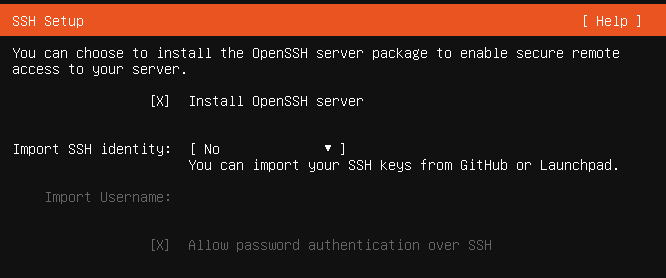 SSH Setup [ Help ]
You can choose to install the OpenSSH server package to enable secure remote
access to your server.
[X] Install OpenSSH server
Import SSH identity: [ No ▼ ]
You can import your SSH keys from GitHub or Launchpad.
Import Username:
[X] Allow password authentication over SSH